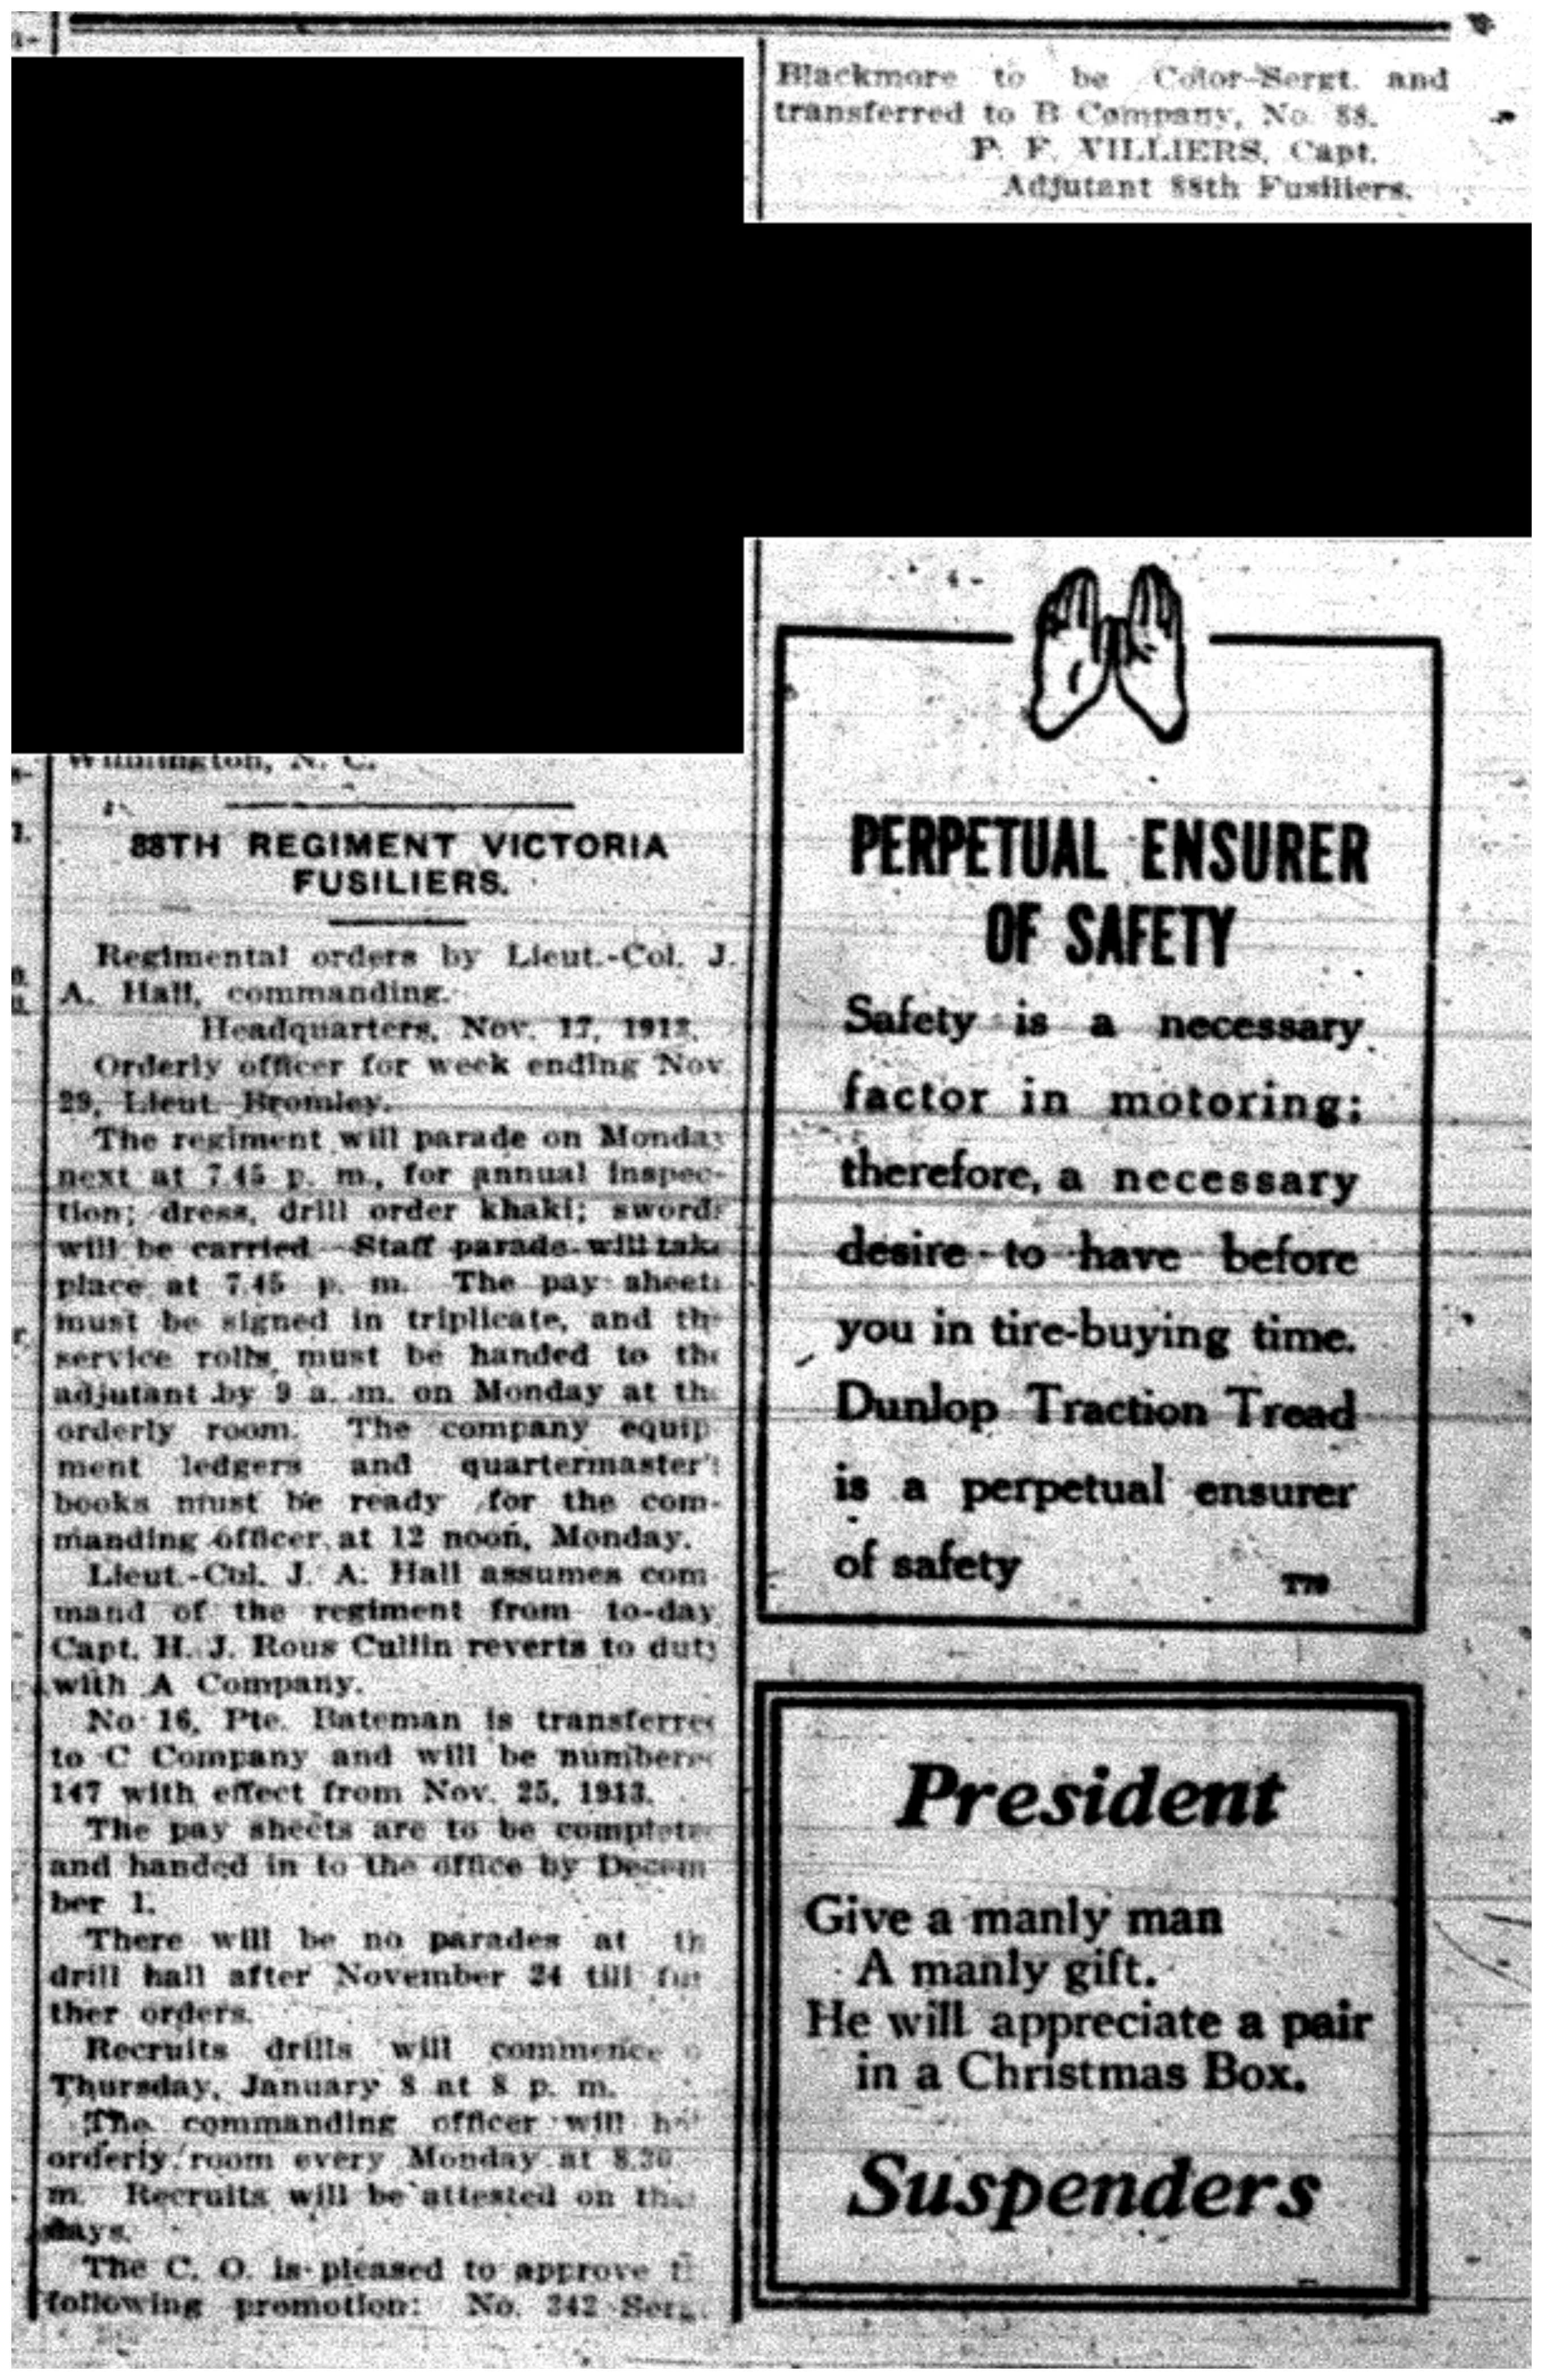 Wilmington, N. C.
88TH REGIMENT VICTORIA
FUSILIERS.
Regimental orders by Lieut.-Col. J.
A. Hall, commanding.
Headquarters, Nov. 17, 1913.
Orderly officer for week ending Nov.
29, Lieut. Bromley.
The regiment will parade on Monday
next at 7.45 p. m., for annual inspec-
tion; dress, drill order khaki; swords
will be carried. Staff parade will take
place at 7.45 p. m. The pay sheets
must be signed in triplicate, and the
service rolls must be handed to the
adjutant by 9 a. m. on Monday at the
orderly room. The company equip-
ment ledgers and quartermaster's
books must be ready for the com-
manding officer at 12 noon, Monday.
Lieut.-Col. J. A. Hall assumes com-
mand of the regiment from to-day.
Capt. H. J. Rous Cullin reverts to duty
with A Company.
No 16, Pte. Bateman is transferred
to C Company and will be numbered
147 with effect from Nov. 25, 1913.
The pay sheets are to be completed
and handed in to the office by Decem-
ber 1.
There will be no parades at th
drill hall after November 24 till fur
ther orders.
Recruits drills will commence o
Thursday, January 8 at 8 p. m.
The commanding officer will
orderly room every Monday at 8.30
m. Recruits will be attested on
days.
The C. O. is pleased to approve t
following promotion: No. 342 Serg.
Blackmore to be Color-Sergt. and
transferred to B Company, No. 88.
P. F. VILLIERS, Capt.
Adjutant 88th Fusiliers.
PERPETUAL ENSURER
OF SAFETY
Safety is a necessary
factor in motoring;
therefore, a necessary
desire to have before
you in tire-buying time.
Dunlop Traction Tread
is a perpetual ensurer
of safety T79
President
Give a manly man
A manly gift.
He will appreciate a pair
in a Christmas Box.
Suspenders